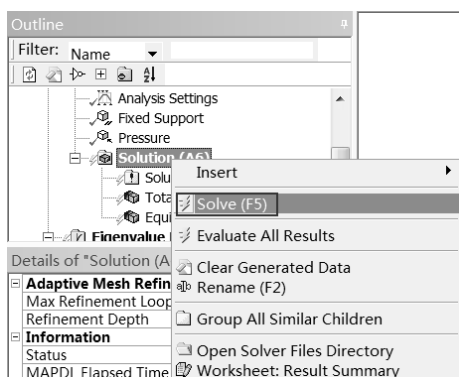 Outline
Filter: Name
Analysis Settings
Fixed Support
Pressure
Solution (A6)
Insert
Solve (F5)
Evaluate All Results
Details of "Solution (A
Clear Generated Data
Adaptive Mesh Refin
Rename (F2)
Max Refinement Loop
Refinement Depth
Group All Similar Children
Information
Status
Open Solver Files Directory
MAPDL Elapsed Time
Worksheet: Result Summary